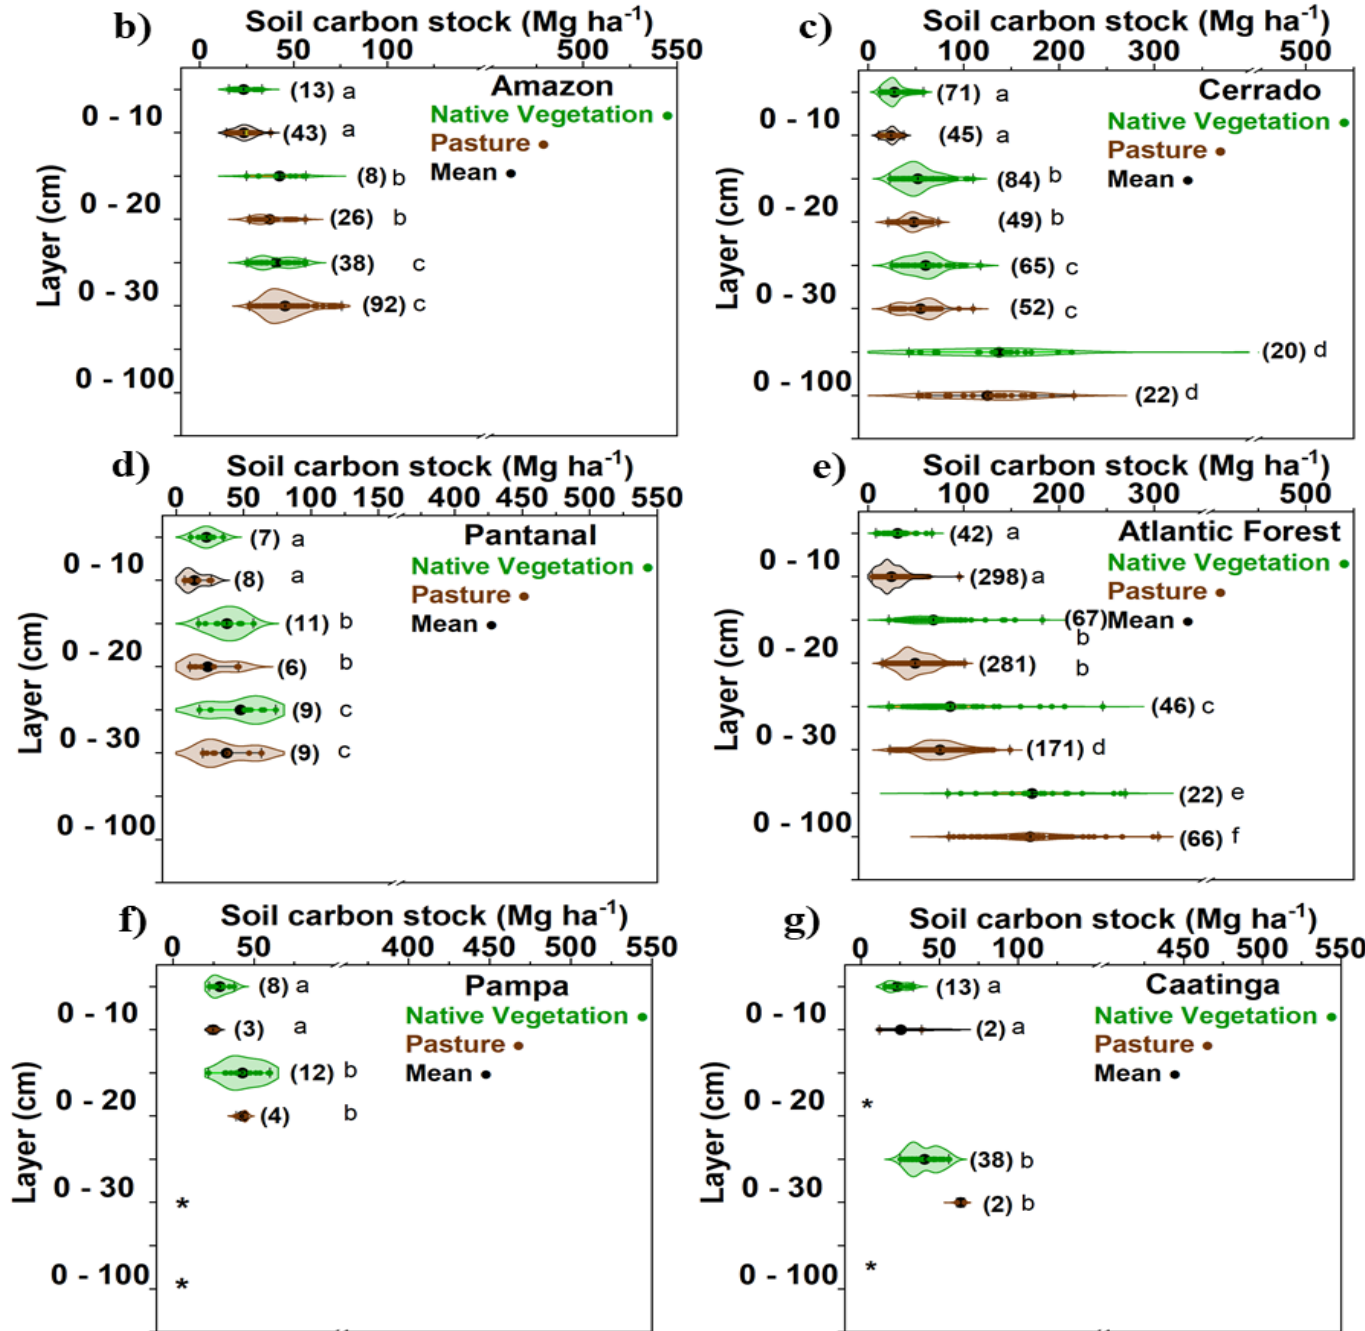 b)
Soil carbon stock (Mg ha⁻¹)
0 50 100 500 550
Layer (cm)
Amazon
Native Vegetation
Pasture
Mean
(13) a
0 - 10
(43) a
(8) b
0 - 20
(26) b
(38) c
0 - 30
(92) c
0 - 100
c)
Soil carbon stock (Mg ha⁻¹)
0 100 200 300 500
Layer (cm)
Cerrado
Native Vegetation
Pasture
Mean
(71) a
0 - 10
(45) a
(84) b
0 - 20
(49) b
(65) c
0 - 30
(52) c
(20) d
0 - 100
(22) d
d)
Soil carbon stock (Mg ha⁻¹)
0 50 100 150 400 450 500 550
Layer (cm)
Pantanal
Native Vegetation
Pasture
Mean
(7) a
0 - 10
(8) a
(11) b
0 - 20
(6) b
(9) c
0 - 30
(9) c
0 - 100
e)
Soil carbon stock (Mg ha⁻¹)
0 100 200 300 500
Layer (cm)
Atlantic Forest
Native Vegetation
Pasture
Mean
(42) a
0 - 10
(298) a
(67) b
0 - 20
(281) b
(46) c
0 - 30
(171) d
(22) e
0 - 100
(66) f
f)
Soil carbon stock (Mg ha⁻¹)
0 50 400 450 500 550
Layer (cm)
Pampa
Native Vegetation
Pasture
Mean
(8) a
0 - 10
(3) a
(12) b
0 - 20
(4) b
0 - 30
*
0 - 100
*
g)
Soil carbon stock (Mg ha⁻¹)
0 50 100 450 500 550
Layer (cm)
Caatinga
Native Vegetation
Pasture
Mean
(13) a
0 - 10
(2) a
0 - 20
*
(38) b
0 - 30
(2) b
0 - 100
*